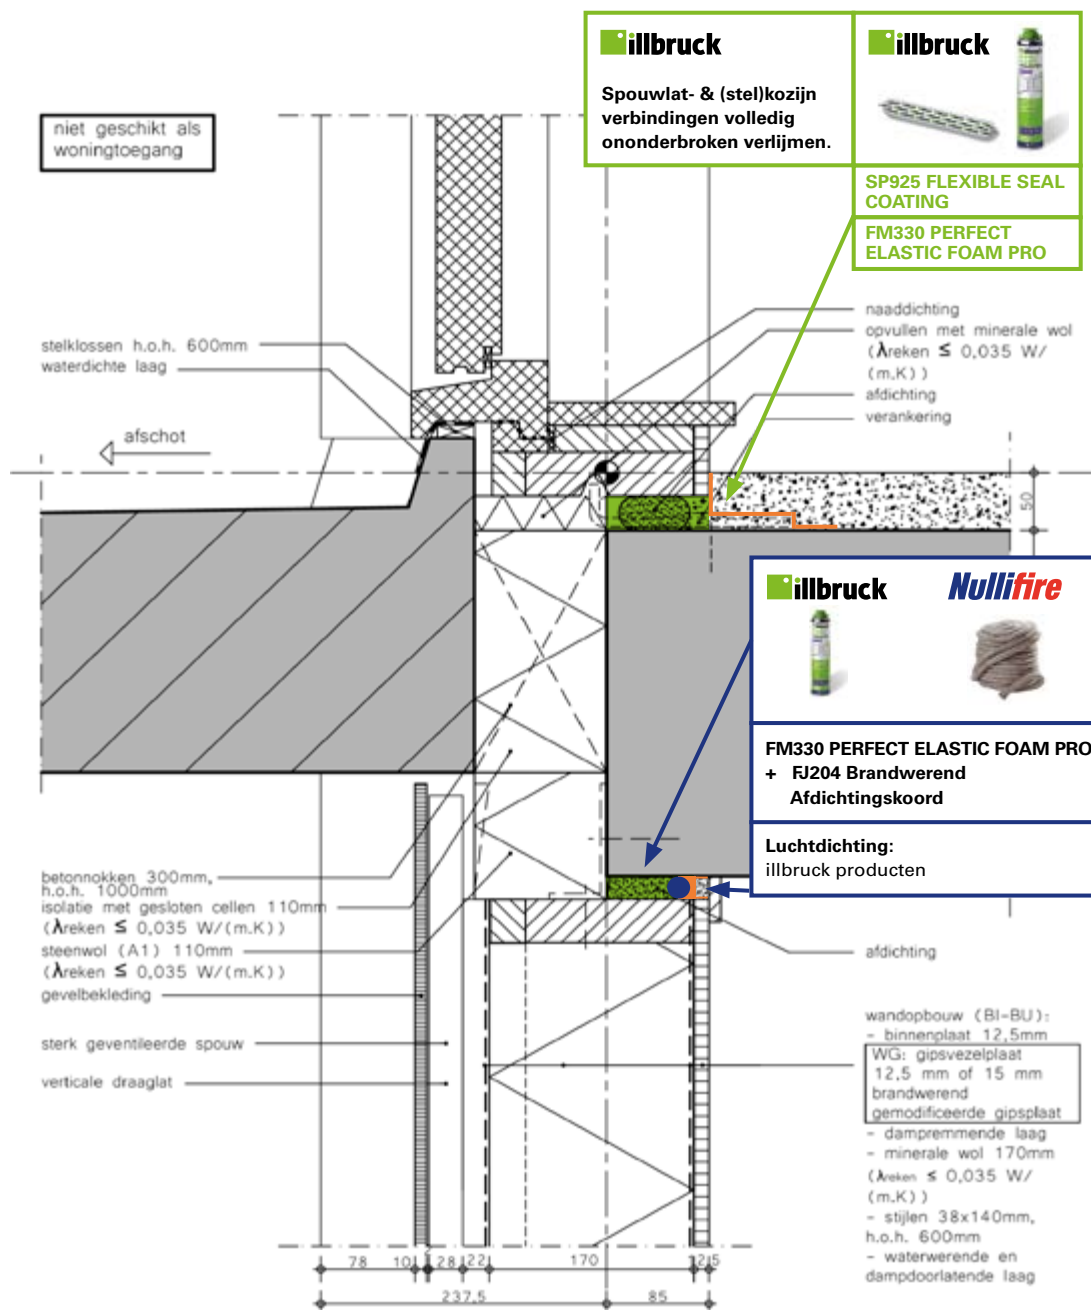 illbruck
Spouwlat- & (stel)kozijn
verbindingen volledig
ononderbroken verlijmen.
illbruck
SP925 FLEXIBLE SEAL
COATING
FM330 PERFECT
ELASTIC FOAM PRO
niet geschikt als
woningtoegang
stelklossen h.o.h. 600mm
waterdichte laag
afschot
naaddichting
opvullen met minerale wol
(λreken ≤ 0,035 W/
(m.K))
afdichting
verankering
50
illbruck
Nullifire
FM330 PERFECT ELASTIC FOAM PRO
+ FJ204 Brandwerend
Afdichtingskoord
Luchtdichting:
illbruck producten
betonnokken 300mm,
h.o.h. 1000mm
isolatie met gesloten cellen 110mm
(λreken ≤ 0,035 W/(m.K))
steenwol (A1) 110mm
(λreken ≤ 0,035 W/(m.K))
gevelbekleding
sterk geventileerde spouw
verticale draaglat
afdichting
wandopbouw (BI-BU):
- binnenplaat 12,5mm
WG: gipsvezelplaat
12,5 mm of 15 mm
brandwerend
gemodificeerde gipsplaat
- dampremmende laag
- minerale wol 170mm
(λreken ≤ 0,035 W/
(m.K))
- stijlen 38x140mm,
h.o.h. 600mm
- waterwerende en
dampdoorlatende laag
78 10 28 22 170 12,5
237,5 85